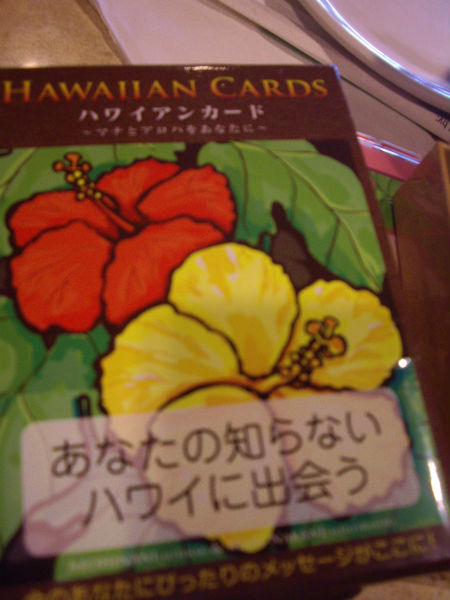 HAWAIIAN CARDS
ハワイアンカード
～マナとアロハをあなたに～
あなたの知らない
ハワイに出会う
今のあなたにぴったりのメッセージがここに!